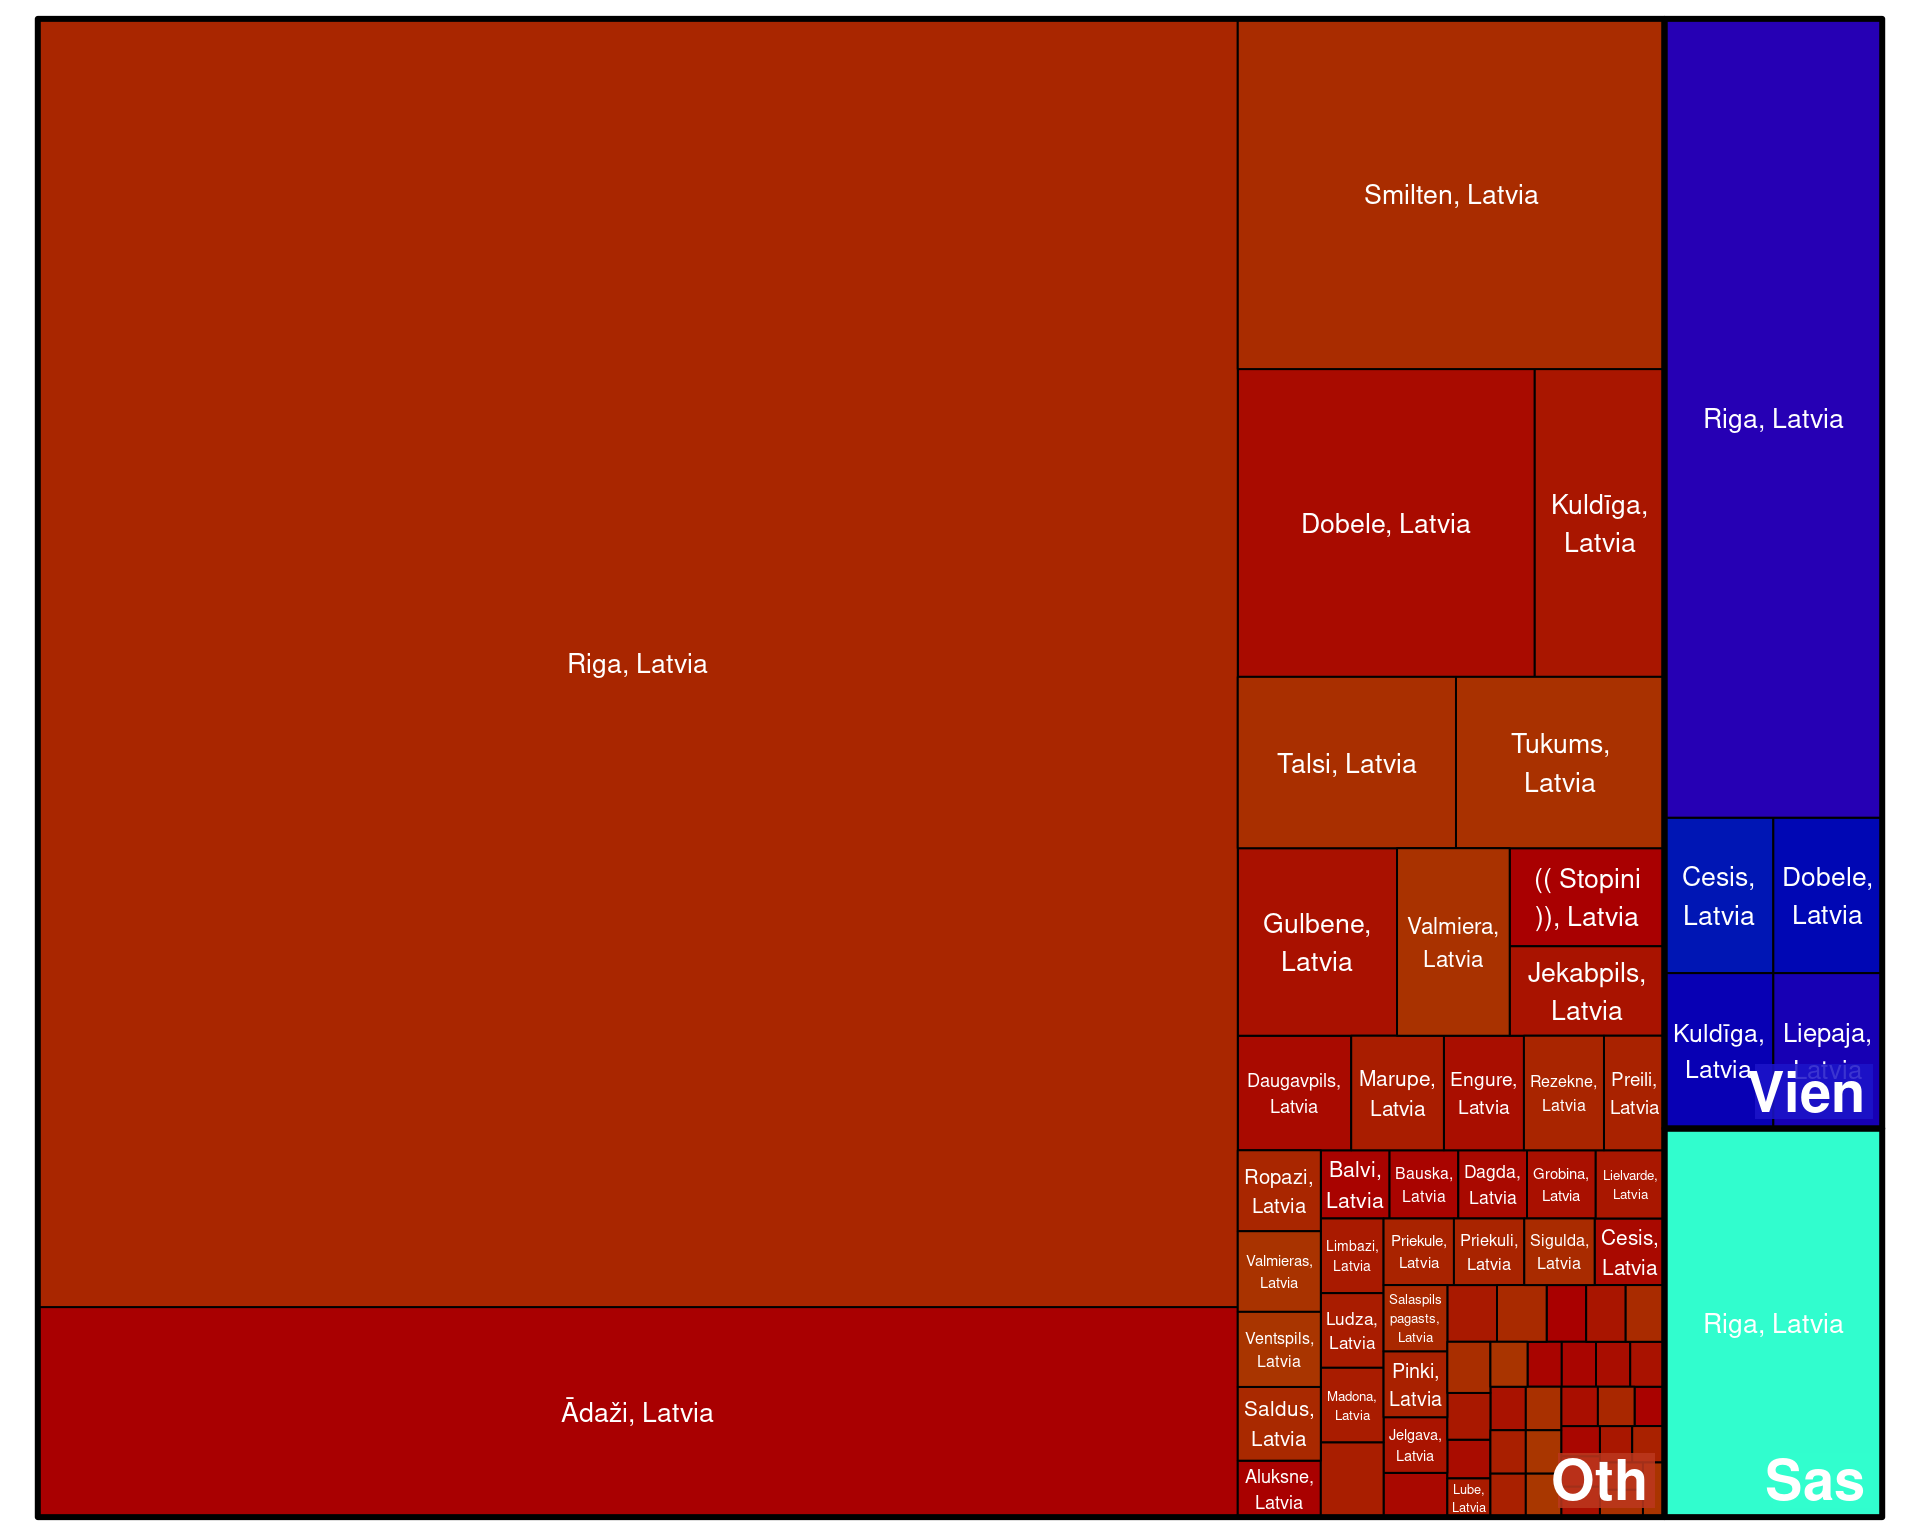 Riga, Latvia
Ādaži, Latvia
Smilten, Latvia
Dobele, Latvia
Kuldīga,
Latvia
Talsi, Latvia
Tukums,
Latvia
Gulbene,
Latvia
Valmiera,
Latvia
(( Stopini
)), Latvia
Jekabpils,
Latvia
Daugavpils,
Latvia
Marupe,
Latvia
Engure,
Latvia
Rezekne,
Latvia
Preili,
Latvia
Ropazi,
Latvia
Balvi,
Latvia
Bauska,
Latvia
Dagda,
Latvia
Grobina,
Latvia
Lielvarde,
Latvia
Valmieras,
Latvia
Limbazi,
Latvia
Priekule,
Latvia
Priekuli,
Latvia
Sigulda,
Latvia
Cesis,
Latvia
Ventspils,
Latvia
Ludza,
Latvia
Salaspils
pagasts,
Latvia
Pinki,
Latvia
Saldus,
Latvia
Madona,
Latvia
Jelgava,
Latvia
Aluksne,
Latvia
Lube,
Latvia
Oth
Riga, Latvia
Cesis,
Latvia
Dobele,
Latvia
Kuldīga,
Latvia
Liepaja,
Latvia
Vien
Riga, Latvia
Sas